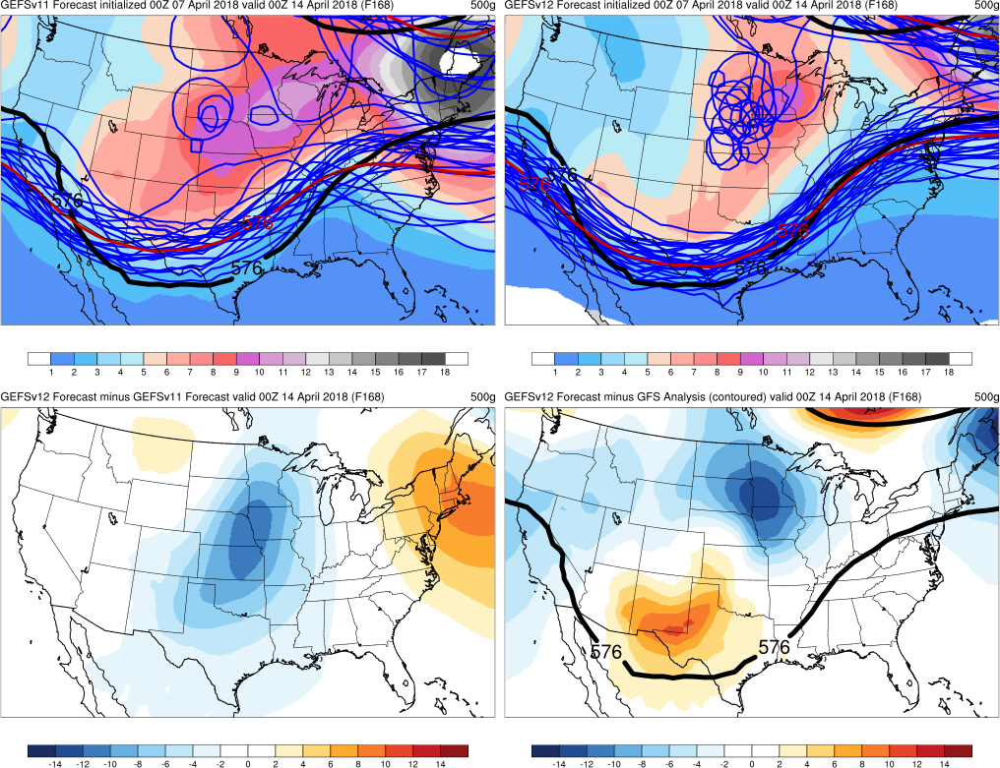 GEFSv11 Forecast initialized 00Z 07 April 2018 valid 00Z 14 April 2018 (F168) 500g
GEFSv12 Forecast initialized 00Z 07 April 2018 valid 00Z 14 April 2018 (F168) 500g
576
576
576
576
576
576
576
1 2 3 4 5 6 7 8 9 10 11 12 13 14 15 16 17 18
1 2 3 4 5 6 7 8 9 10 11 12 13 14 15 16 17 18
GEFSv12 Forecast minus GEFSv11 Forecast valid 00Z 14 April 2018 (F168) 500g
GEFSv12 Forecast minus GFS Analysis (contoured) valid 00Z 14 April 2018 (F168) 500g
576
576
-14 -12 -10 -8 -6 -4 -2 0 2 4 6 8 10 12 14
-14 -12 -10 -8 -6 -4 -2 0 2 4 6 8 10 12 14